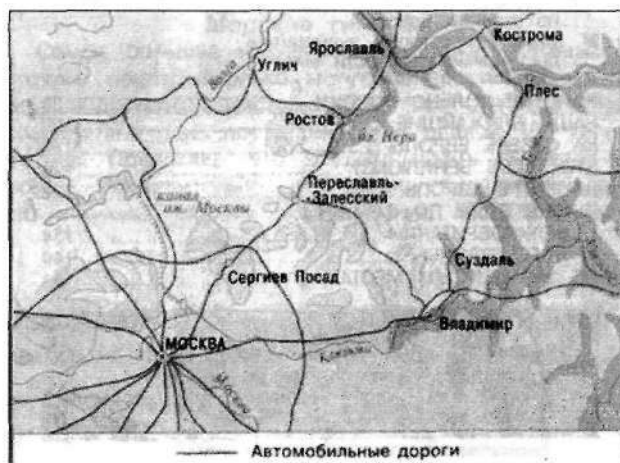 Ярославль
Кострома
Углич
Волга
Плес
Ростов
оз. Неро
Переславль-
-Залесский
канал
им. Москвы
Суздаль
Сергиев Посад
Владимир
МОСКВА
Клязьма
Москва
Автомобильные дороги